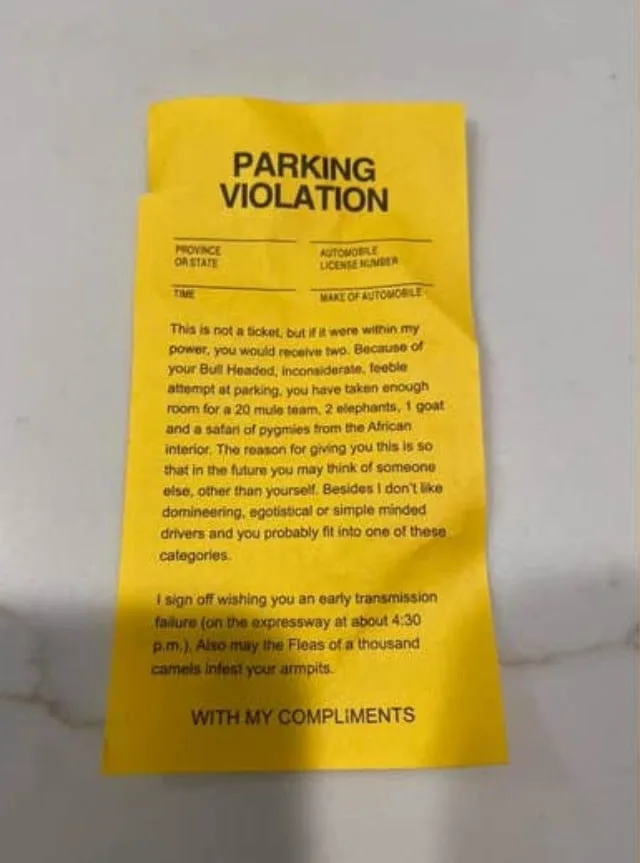 PARKING
VIOLATION
PROVINCE
OR STATE
AUTOMOBILE
LICENSE NUMBER
TIME
MAKE OF AUTOMOBILE
This is not a ticket, but if it were within my
power, you would receive two. Because of
your Bull Headed, inconsiderate, feeble
attempt at parking, you have taken enough
room for a 20 mule team, 2 elephants, 1 goat
and a safari of pygmies from the African
interior. The reason for giving you this is so
that in the future you may think of someone
else, other than yourself. Besides I don't like
domineering, egotistical or simple minded
drivers and you probably fit into one of these
categories.
I sign off wishing you an early transmission
failure (on the expressway at about 4:30
p.m.). Also may the Fleas of a thousand
camels infest your armpits.
WITH MY COMPLIMENTS